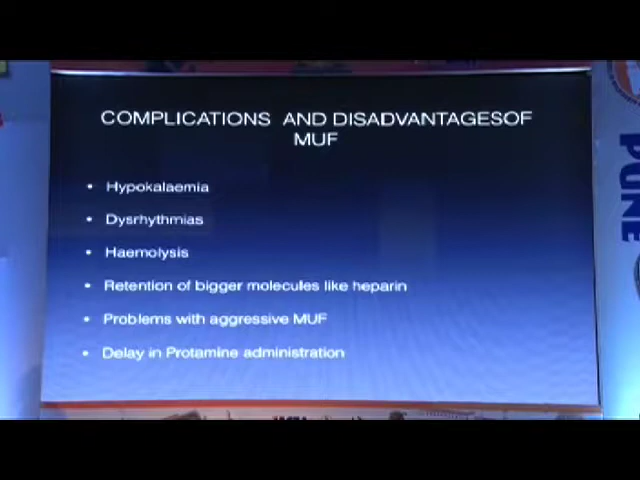 COMPLICATIONS AND DISADVANTAGESOF
MUF
• Hypokalaemia
• Dysrhythmias
• Haemolysis
• Retention of bigger molecules like heparin
• Problems with aggressive MUF
• Delay in Protamine administration
PUNE